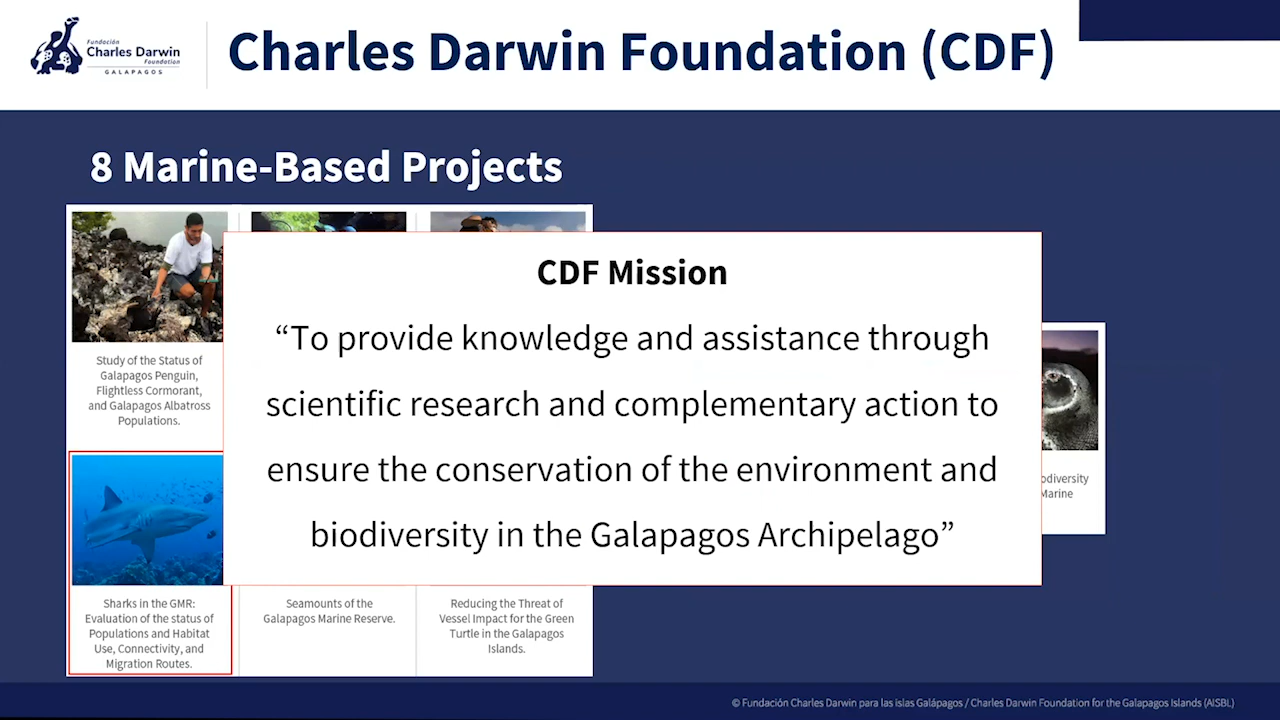 Fundación
Charles Darwin
Foundation
GALAPAGOS
Charles Darwin Foundation (CDF)
8 Marine-Based Projects
CDF Mission
“To provide knowledge and assistance through
scientific research and complementary action to
ensure the conservation of the environment and
biodiversity in the Galapagos Archipelago”
Study of the Status of
Galapagos Penguin,
Flightless Cormorant,
and Galapagos Albatross
Populations.
Marine
Sharks in the GMR:
Evaluation of the status of
Populations and Habitat
Use, Connectivity, and
Migration Routes.
Seamounts of the
Galapagos Marine Reserve.
Reducing the Threat of
Vessel Impact for the Green
Turtle in the Galapagos
Islands.
© Fundación Charles Darwin para las islas Galápagos / Charles Darwin Foundation for the Galapagos Islands (AISBL)